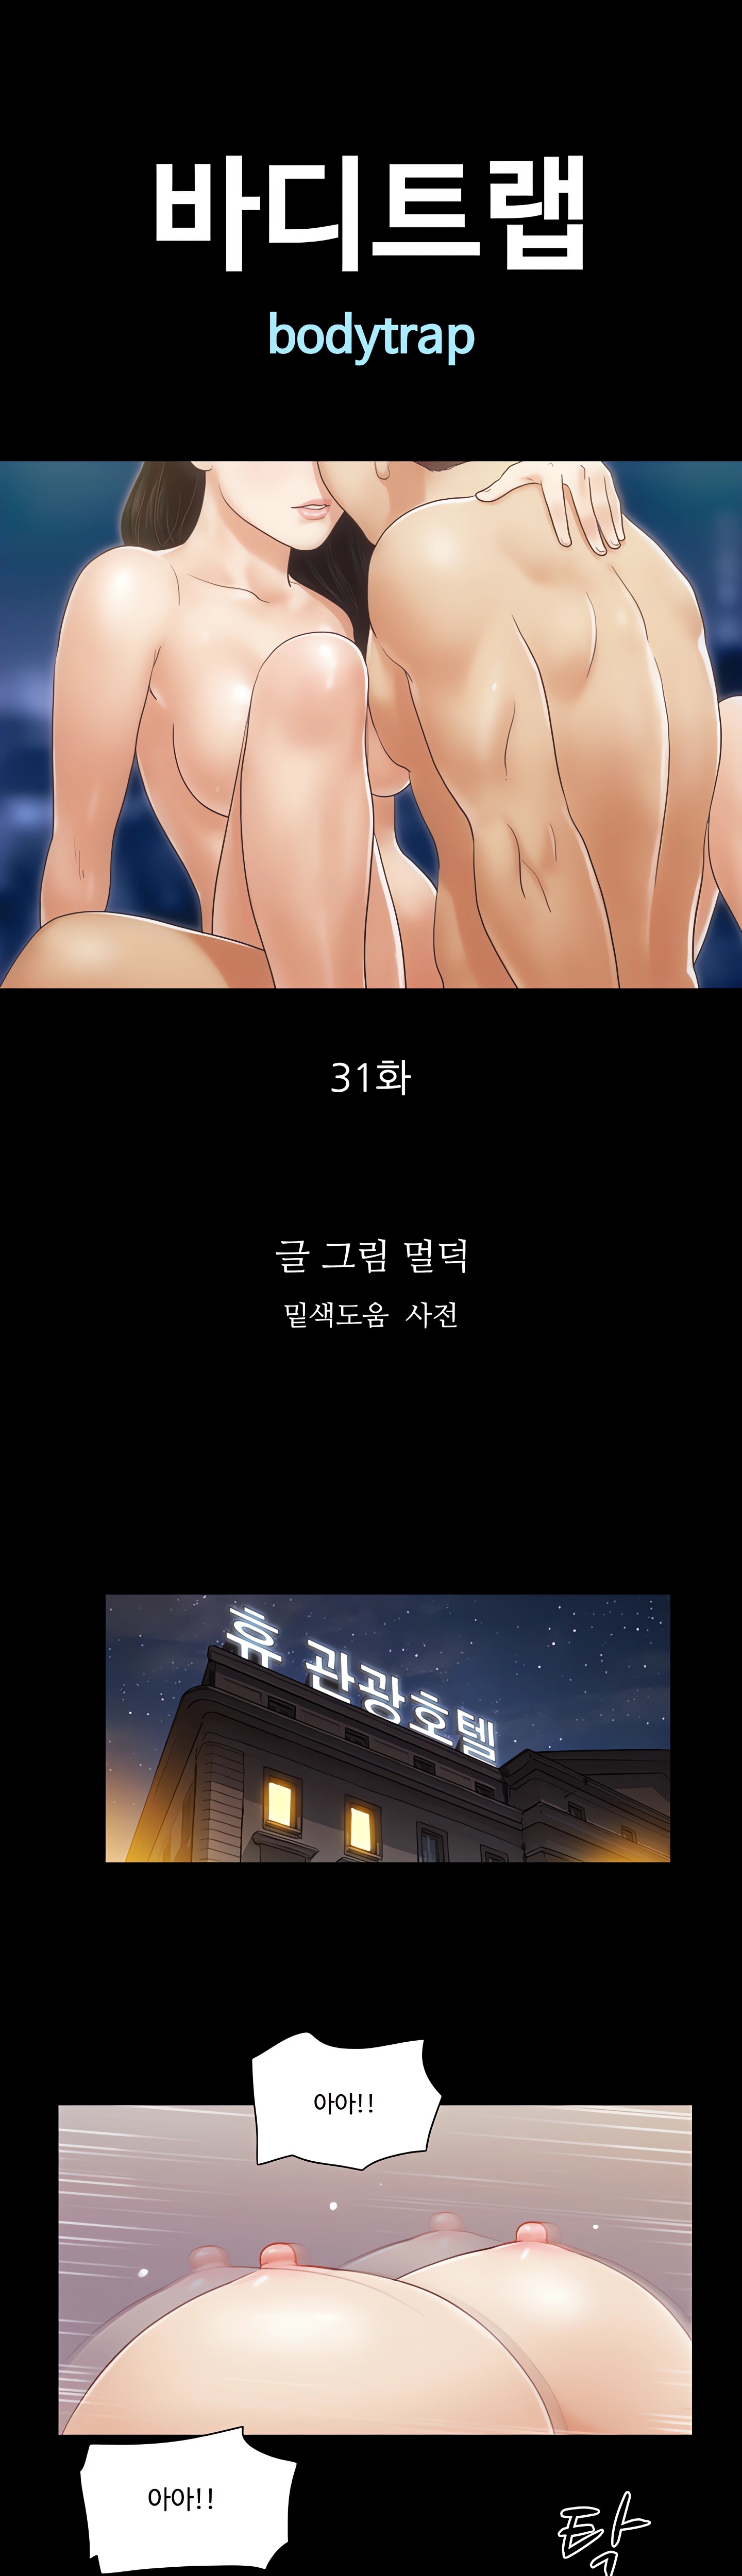 바디트랩
bodytrap
31화
글 그림 멀덕
밑색도움 사전
휴 관광호텔
아아!!
아아!!
탁